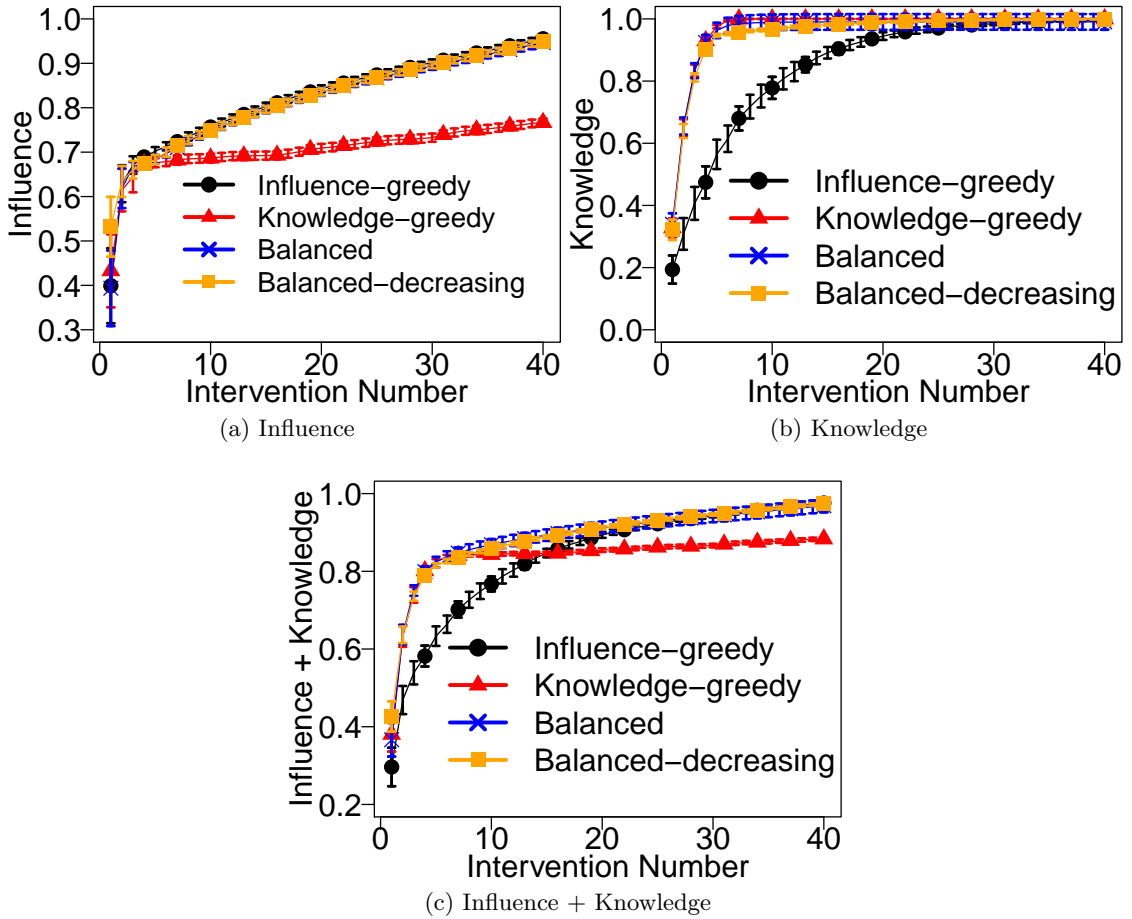 1.0
0.9
0.8
0.7
0.6
0.5
0.4
0.3
Influence
Influence-greedy
Knowledge-greedy
Balanced
Balanced-decreasing
0 10 20 30 40
Intervention Number
(a) Influence
1.0
0.8
0.6
0.4
0.2
0.0
Knowledge
Influence-greedy
Knowledge-greedy
Balanced
Balanced-decreasing
0 10 20 30 40
Intervention Number
(b) Knowledge
1.0
0.8
0.6
0.4
0.2
Influence + Knowledge
Influence-greedy
Knowledge-greedy
Balanced
Balanced-decreasing
0 10 20 30 40
Intervention Number
(c) Influence + Knowledge